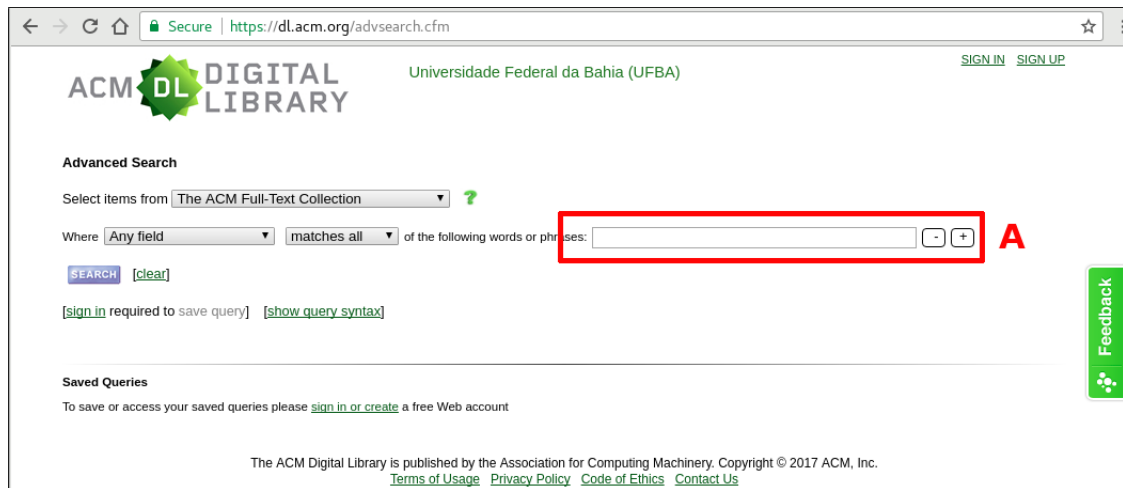 Secure | https://dl.acm.org/advsearch.cfm
ACM DL DIGITAL LIBRARY
Universidade Federal da Bahia (UFBA)
SIGN IN SIGN UP
Advanced Search
Select items from The ACM Full-Text Collection ?
Where Any field matches all of the following words or phrases: - + A
SEARCH [clear]
[sign in required to save query] [show query syntax]
Feedback
Saved Queries
To save or access your saved queries please sign in or create a free Web account
The ACM Digital Library is published by the Association for Computing Machinery. Copyright © 2017 ACM, Inc.
Terms of Usage Privacy Policy Code of Ethics Contact Us